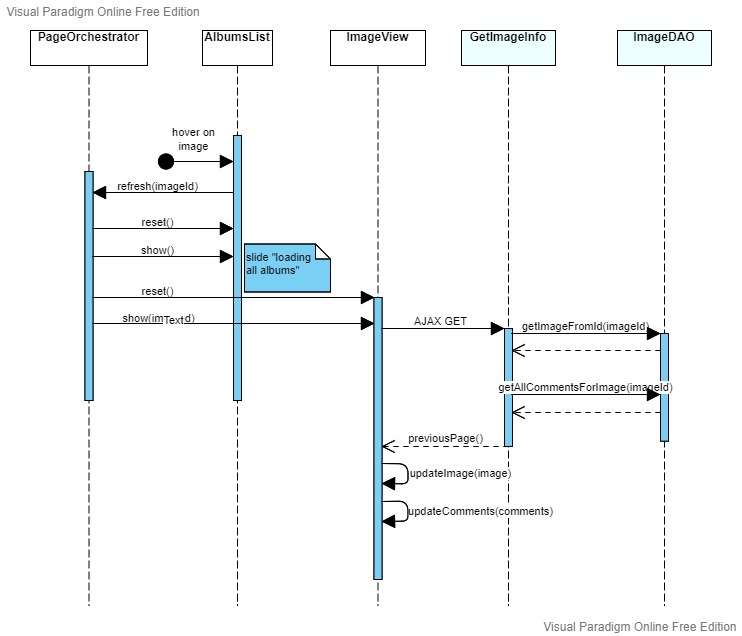 Visual Paradigm Online Free Edition
PageOrchestrator
AlbumsList
ImageView
GetImageInfo
ImageDAO
hover on
image
refresh(imageId)
reset()
show()
slide "loading
all albums"
reset()
show(imTextd)
AJAX GET
getImageFromId(imageId)
getAllCommentsForImage(imageId)
previousPage()
updateImage(image)
updateComments(comments)
Visual Paradigm Online Free Edition